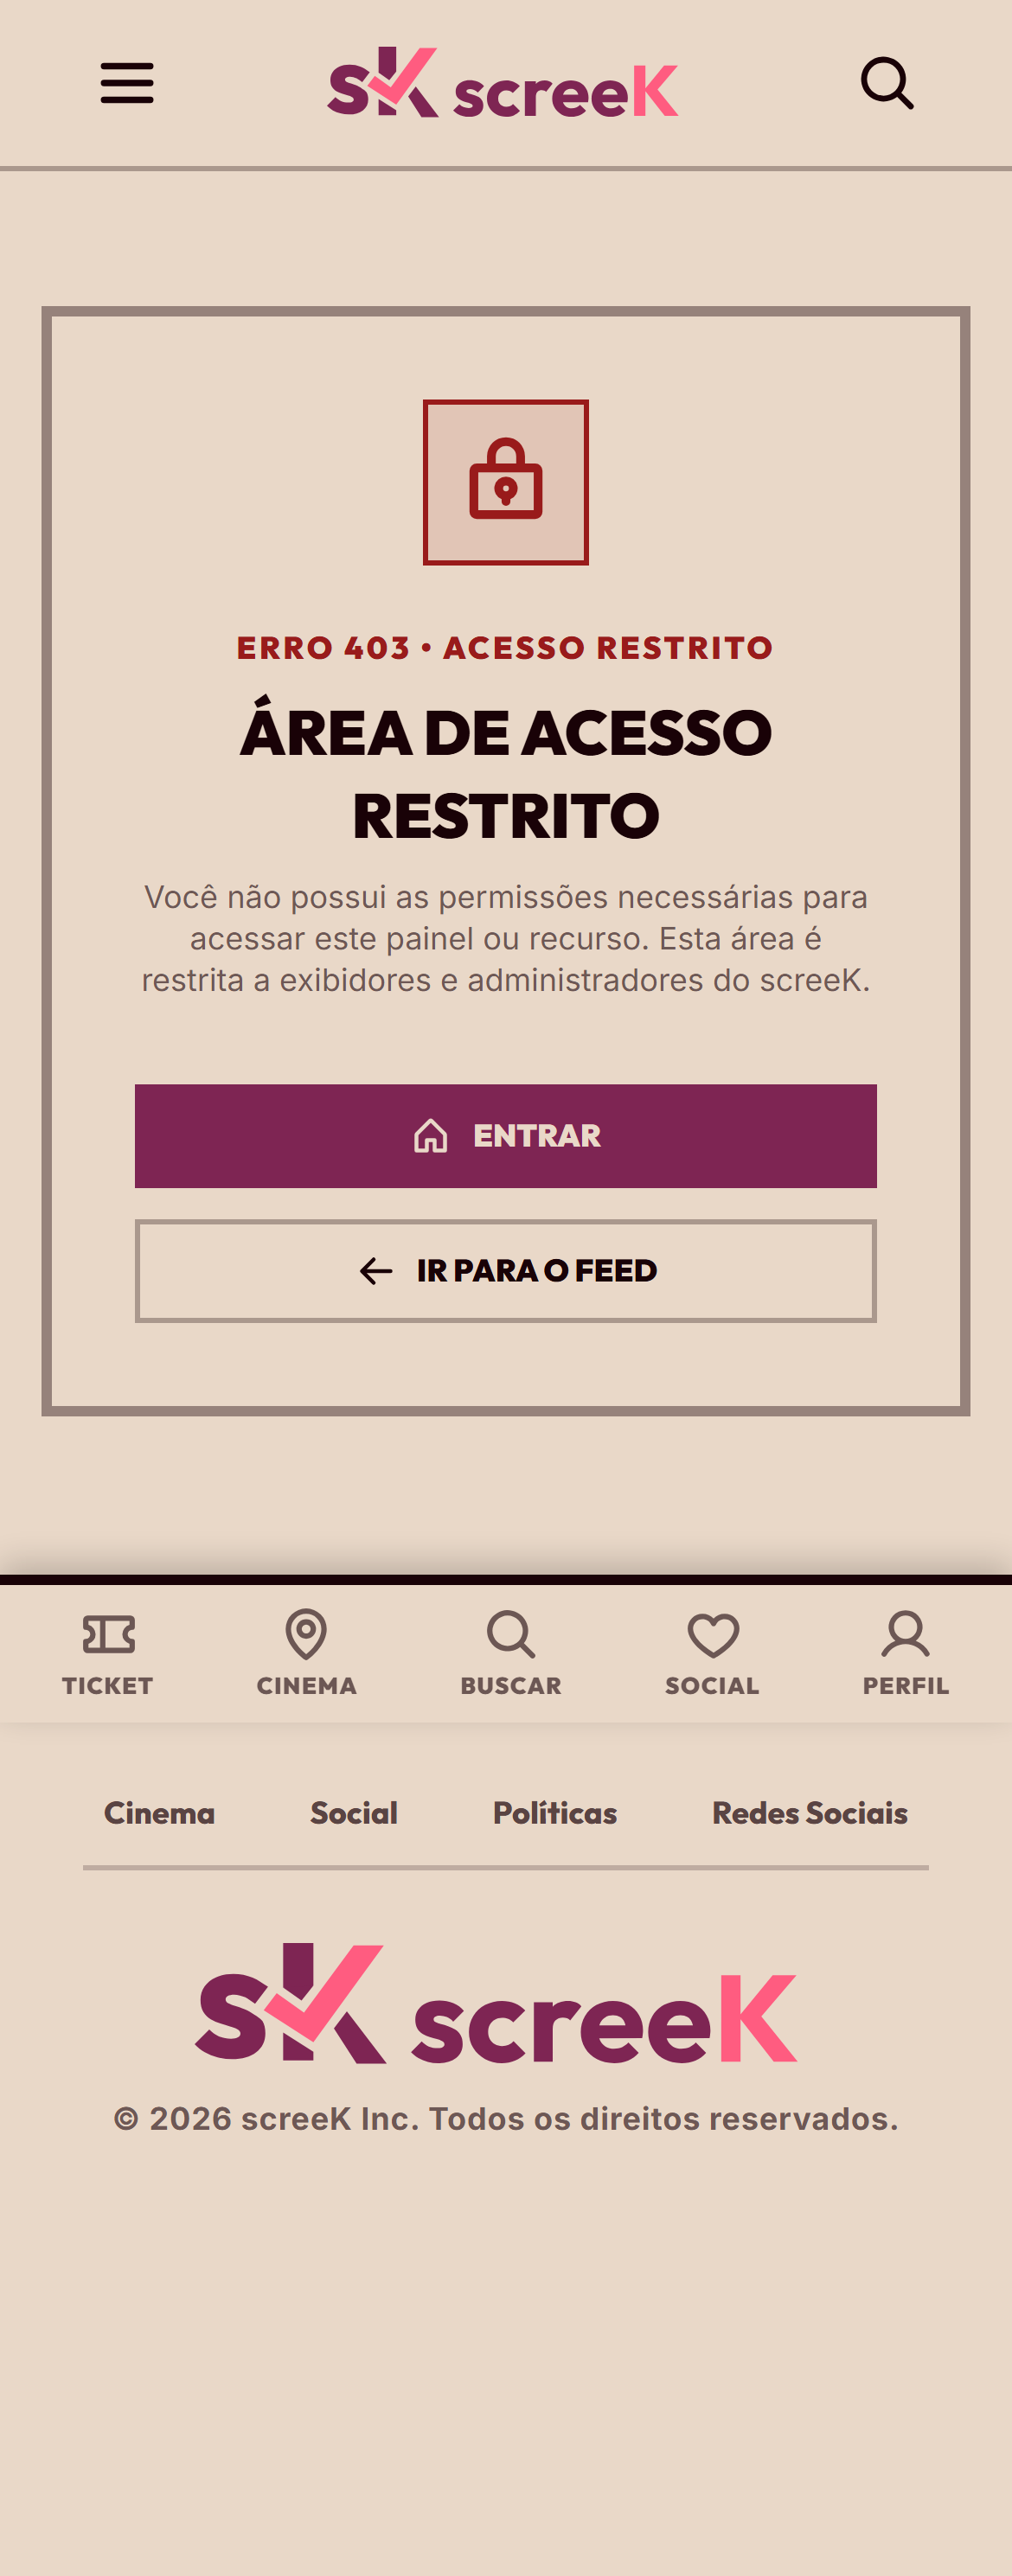 sK screeK
ERRO 403 • ACESSO RESTRITO
ÁREA DE ACESSO
RESTRITO
Você não possui as permissões necessárias para
acessar este painel ou recurso. Esta área é
restrita a exibidores e administradores do screeK.
ENTRAR
IR PARA O FEED
TICKET CINEMA BUSCAR SOCIAL PERFIL
Cinema Social Políticas Redes Sociais
sK screeK
© 2026 screeK Inc. Todos os direitos reservados.